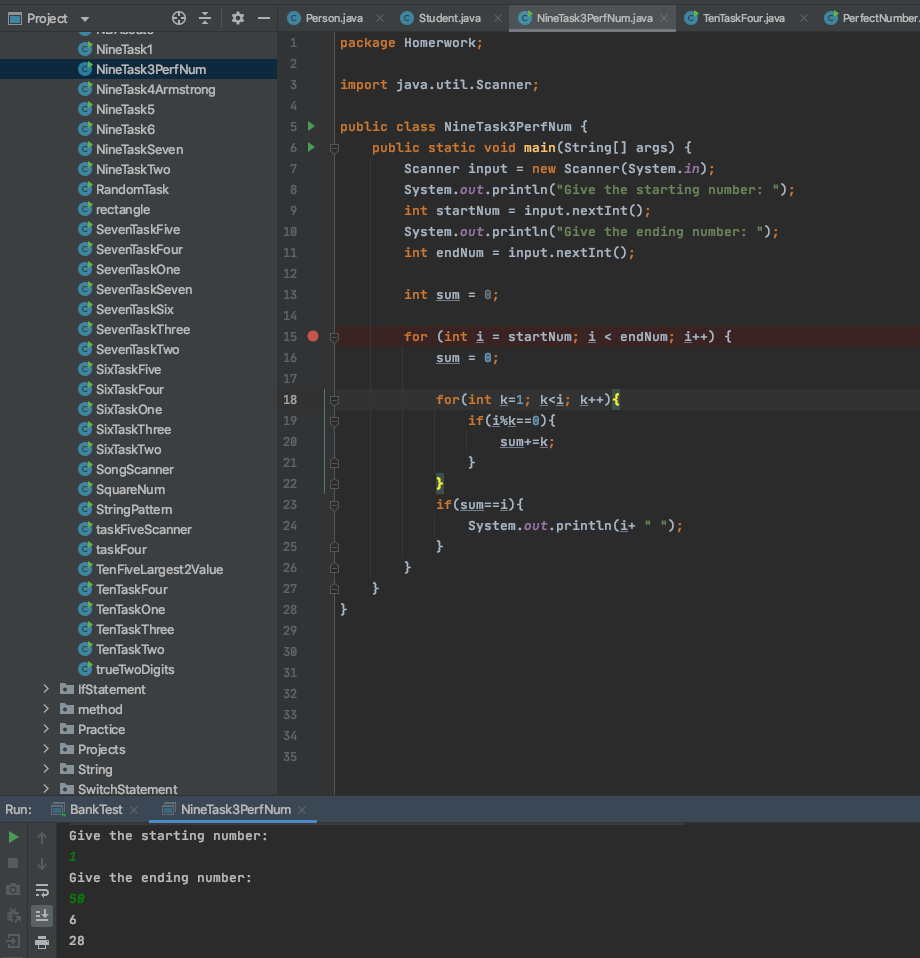 Project
Person.java
Student.java
NineTask3PerfNum.java
TenTaskFour.java
PerfectNumber.
NineTask1
NineTask3PerfNum
NineTask4Armstrong
NineTask5
NineTask6
NineTaskSeven
NineTaskTwo
RandomTask
rectangle
SevenTaskFive
SevenTaskFour
SevenTaskOne
SevenTaskSeven
SevenTaskSix
SevenTaskThree
SevenTaskTwo
SixTaskFive
SixTaskFour
SixTaskOne
SixTaskThree
SixTaskTwo
SongScanner
SquareNum
StringPattern
taskFiveScanner
taskFour
TenFiveLargest2Value
TenTaskFour
TenTaskOne
TenTaskThree
TenTaskTwo
trueTwoDigits
IfStatement
method
Practice
Projects
String
SwitchStatement
1 package Homerwork;
2
3 import java.util.Scanner;
4
5 public class NineTask3PerfNum {
6 public static void main(String[] args) {
7 Scanner input = new Scanner(System.in);
8 System.out.println("Give the starting number: ");
9 int startNum = input.nextInt();
10 System.out.println("Give the ending number: ");
11 int endNum = input.nextInt();
12
13 int sum = 0;
14
15 for (int i = startNum; i < endNum; i++) {
16 sum = 0;
17
18 for(int k=1; k<i; k++){
19 if(i%k==0){
20 sum+=k;
21 }
22 }
23 if(sum==i){
24 System.out.println(i+ " ");
25 }
26 }
27 }
28 }
29
30
31
32
33
34
35
Run:
BankTest
NineTask3PerfNum
Give the starting number:
1
Give the ending number:
50
6
28